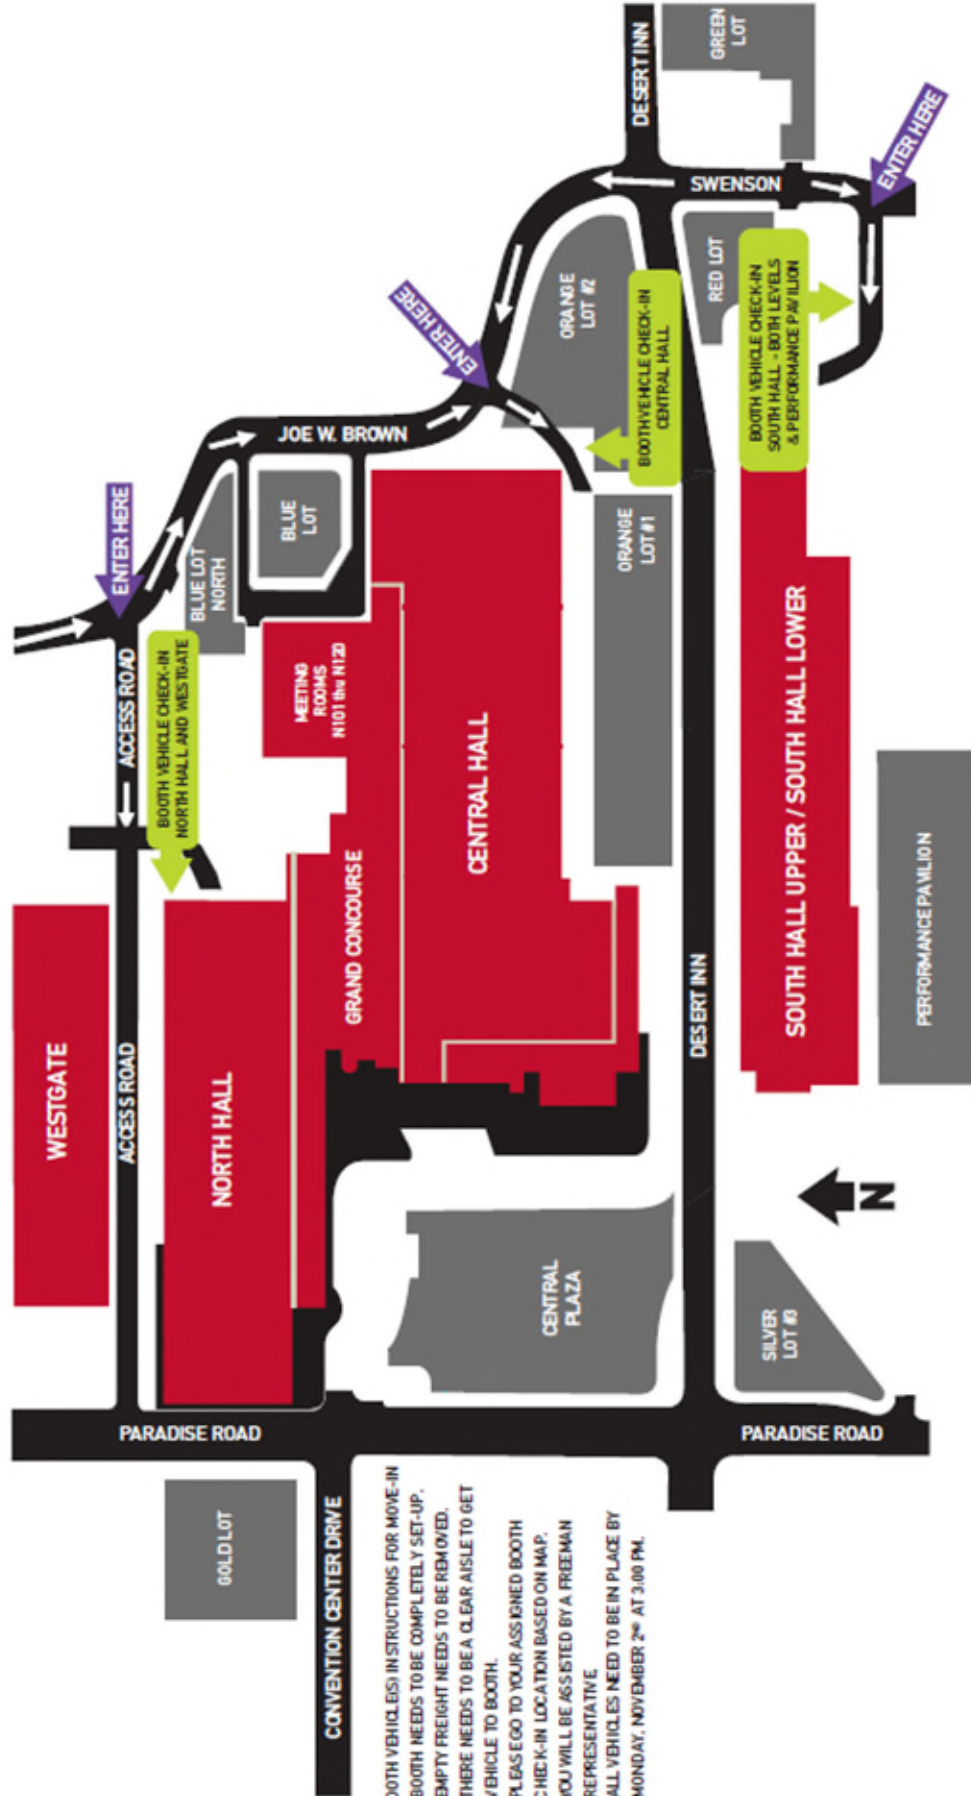 WESTGATE
ACCESS ROAD
ACCESS ROAD
ENTER HERE
PARADISE ROAD
GOLD LOT
NORTH HALL
BOOTH VEHICLE CHECK-IN
NORTH HALL AND WESTGATE
BLUE LOT
NORTH
BLUE
LOT
JOE W. BROWN
MEETING
ROOMS
N101 thru N120
CONVENTION CENTER DRIVE
GRAND CONCOURSE
CENTRAL HALL
ENTER HERE
OOTH VEHICLE(S) INSTRUCTIONS FOR MOVE-IN
BOOTH NEEDS TO BE COMPLETELY SET-UP.
EMPTY FREIGHT NEEDS TO BE REMOVED.
THERE NEEDS TO BE A CLEAR AISLE TO GET
VEHICLE TO BOOTH.
PLEASE GO TO YOUR ASSIGNED BOOTH
CHECK-IN LOCATION BASED ON MAP.
YOU WILL BE ASSISTED BY A FREEMAN
REPRESENTATIVE.
ALL VEHICLES NEED TO BE IN PLACE BY
MONDAY, NOVEMBER 2ND AT 3:00 PM.
CENTRAL
PLAZA
ORANGE
LOT #1
ORANGE
LOT #2
BOOTH VEHICLE CHECK-IN
CENTRAL HALL
DESERT INN
DESERT INN
GREEN
LOT
SWENSON
RED LOT
BOOTH VEHICLE CHECK-IN
SOUTH HALL - BOTH LEVELS
& PERFORMANCE PAVILION
ENTER HERE
PARADISE ROAD
SILVER
LOT #3
N
SOUTH HALL UPPER / SOUTH HALL LOWER
PERFORMANCE PAVILION